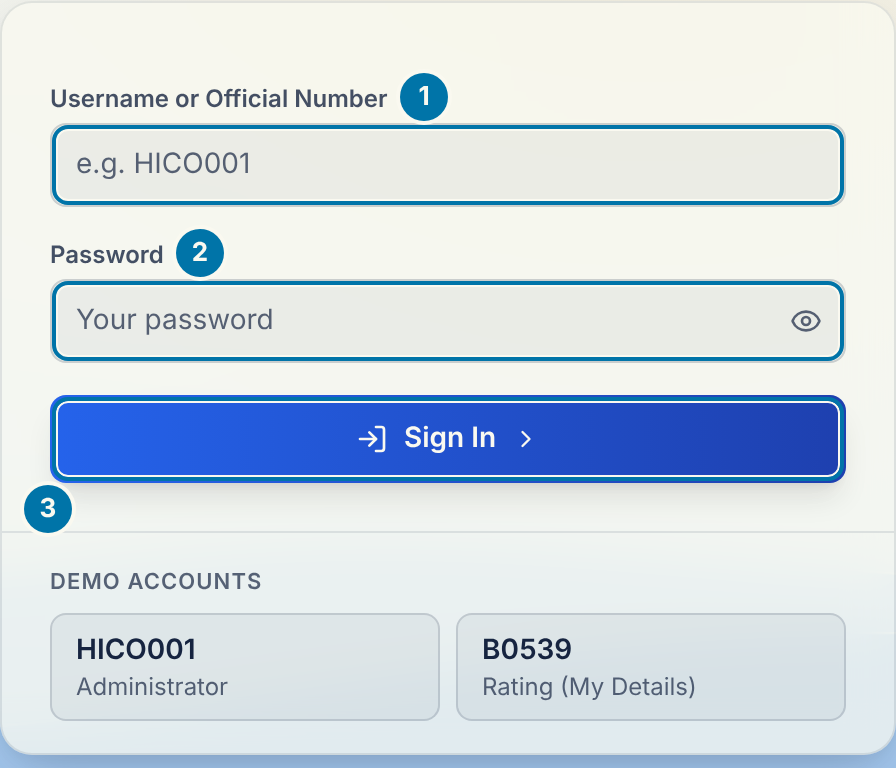 Username or Official Number 1
e.g. HICO001
Password 2
Your password
Sign In
3
DEMO ACCOUNTS
HICO001
Administrator
B0539
Rating (My Details)